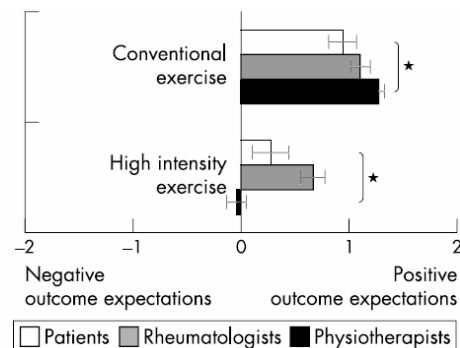 Conventional
exercise
★
High intensity
exercise
★
−2 −1 0 1 2
Negative Positive
outcome expectations outcome expectations
Patients Rheumatologists Physiotherapists